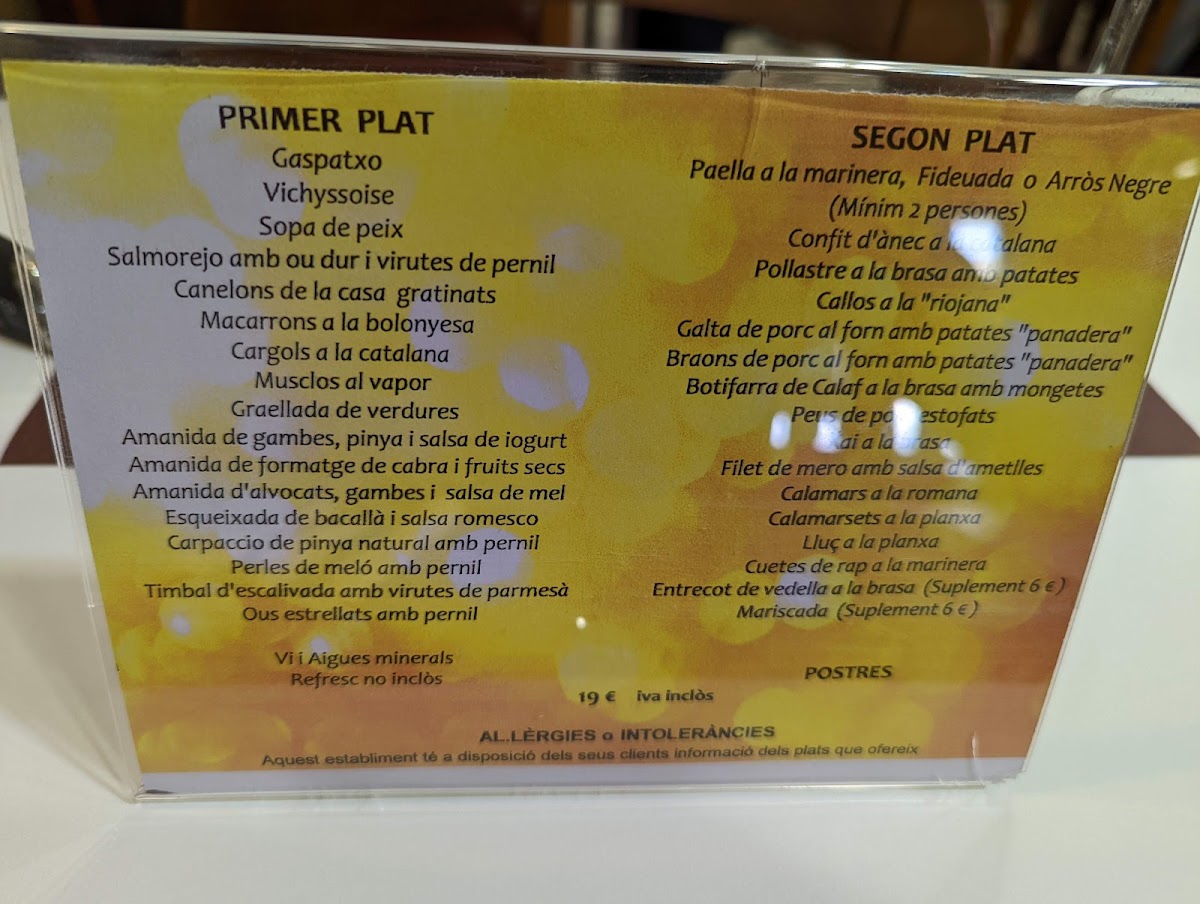 PRIMER PLAT
Gaspatxo
Vichyssoise
Sopa de peix
Salmorejo amb ou dur i virutes de pernil
Canelons de la casa gratinats
Macarrons a la bolonyesa
Cargols a la catalana
Musclos al vapor
Graellada de verdures
Amanida de gambes, pinya i salsa de iogurt
Amanida de formatge de cabra i fruits secs
Amanida d'alvocats, gambes i salsa de mel
Esqueixada de bacallà i salsa romesco
Carpaccio de pinya natural amb pernil
Perles de meló amb pernil
Timbal d'escalivada amb virutes de parmesà
Ous estrellats amb pernil
Vi i Aigues minerals
Refresc no inclòs
SEGON PLAT
Paella a la marinera, Fideuada o Arròs Negre
(Mínim 2 persones)
Confit d'ànec a la catalana
Pollastre a la brasa amb patates
Callos a la "riojana"
Galta de porc al forn amb patates "panadera"
Braons de porc al forn amb patates "panadera"
Botifarra de Calaf a la brasa amb mongetes
Peus de estofats
a la brasa
Filet de mero amb salsa d'ametlles
Calamars a la romana
Calamarsets a la planxa
Lluç a la planxa
Cuetes de rap a la marinera
Entrecot de vedella a la brasa (Suplement 6 €)
Mariscada (Suplement 6 €)
POSTRES
19 € iva inclòs
AL.LÈRGIES o INTOLERÀNCIES
Aquest establiment té a disposició dels seus clients informació dels plats que ofereix